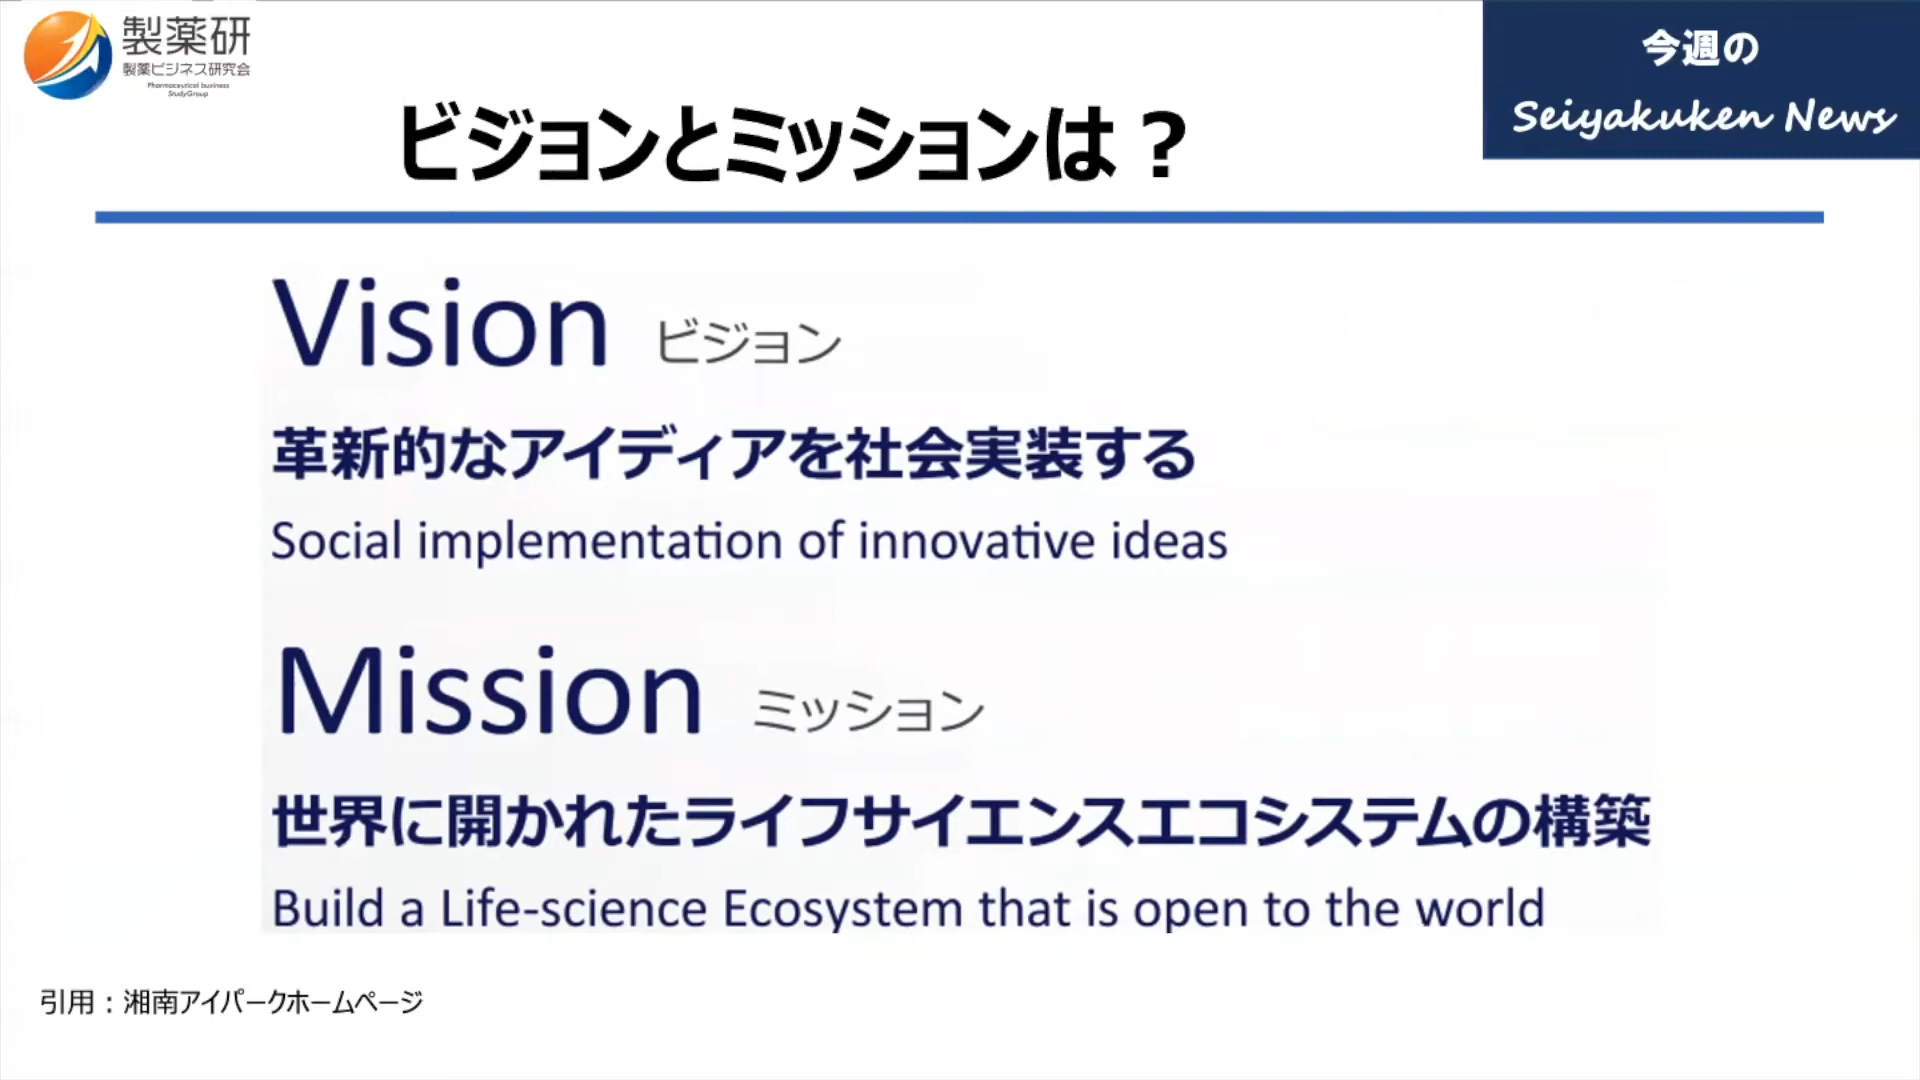 製薬研
製薬ビジネス研究会
Pharmaceutical business
StudyGroup
今週の
Seiyakuken News
ビジョンとミッションは？
Vision ビジョン
革新的なアイディアを社会実装する
Social implementation of innovative ideas
Mission ミッション
世界に開かれたライフサイエンスエコシステムの構築
Build a Life-science Ecosystem that is open to the world
引用：湘南アイパークホームページ